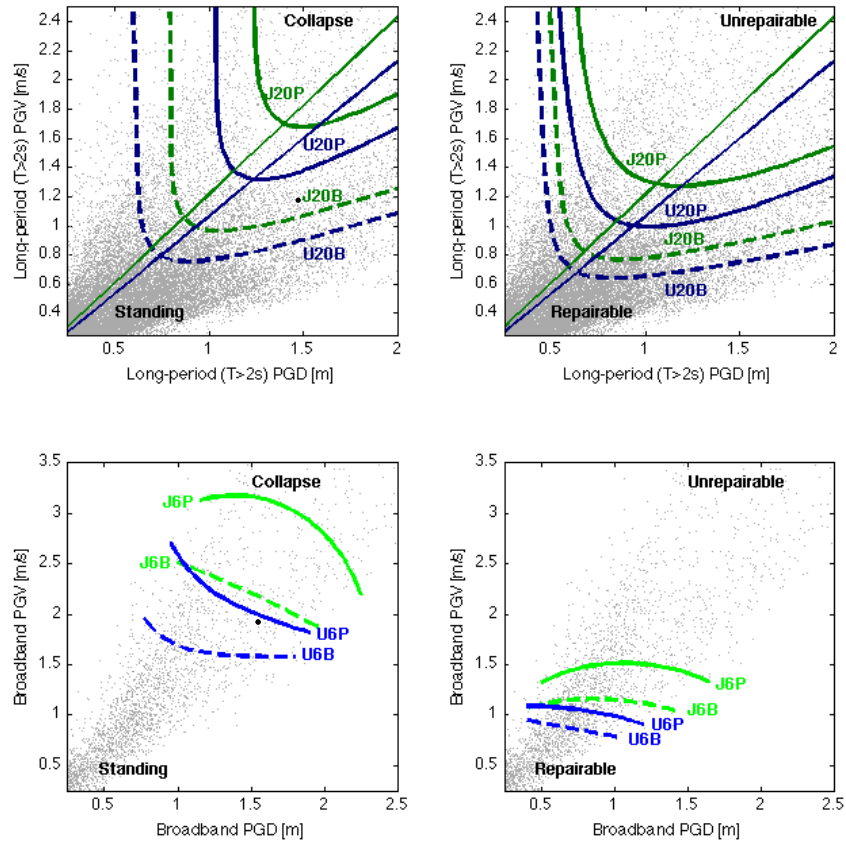 Collapse
J20P
U20P
J20B
U20B
Standing
2.4
2.2
2
1.8
1.6
1.4
1.2
1
0.8
0.6
0.4
0.5
1
1.5
2
Long-period (T>2s) PGV [m/s]
Long-period (T>2s) PGD [m]
Unrepairable
J20P
U20P
J20B
U20B
Repairable
2.4
2.2
2
1.8
1.6
1.4
1.2
1
0.8
0.6
0.4
0.5
1
1.5
2
Long-period (T>2s) PGV [m/s]
Long-period (T>2s) PGD [m]
Collapse
J6P
J6B
U6P
U6B
Standing
3.5
3
2.5
2
1.5
1
0.5
0.5
1
1.5
2
2.5
Broadband PGV [m/s]
Broadband PGD [m]
Unrepairable
J6P
J6B
U6P
U6B
Repairable
3.5
3
2.5
2
1.5
1
0.5
0.5
1
1.5
2
2.5
Broadband PGV [m/s]
Broadband PGD [m]